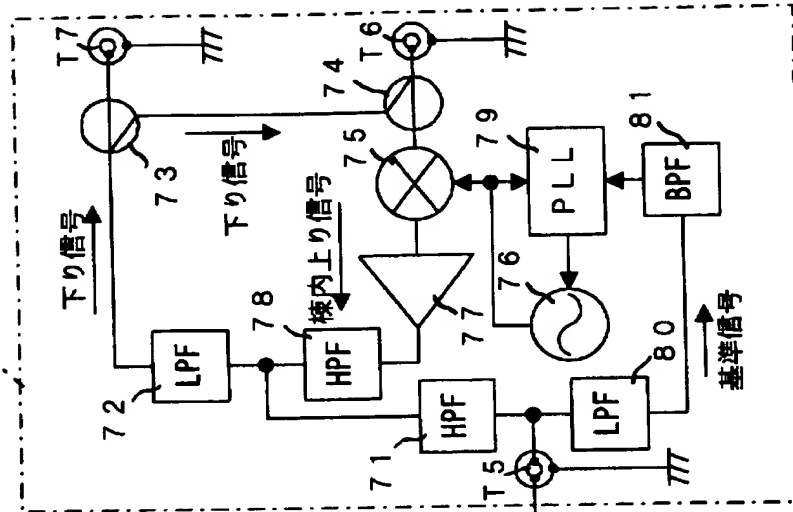 T7
T6
73
74
下り信号
下り信号
75
79
PLL
81
BPF
棟内上り信号
76
77
78
HPF
72
LPF
71
HPF
80
LPF
基準信号
T5